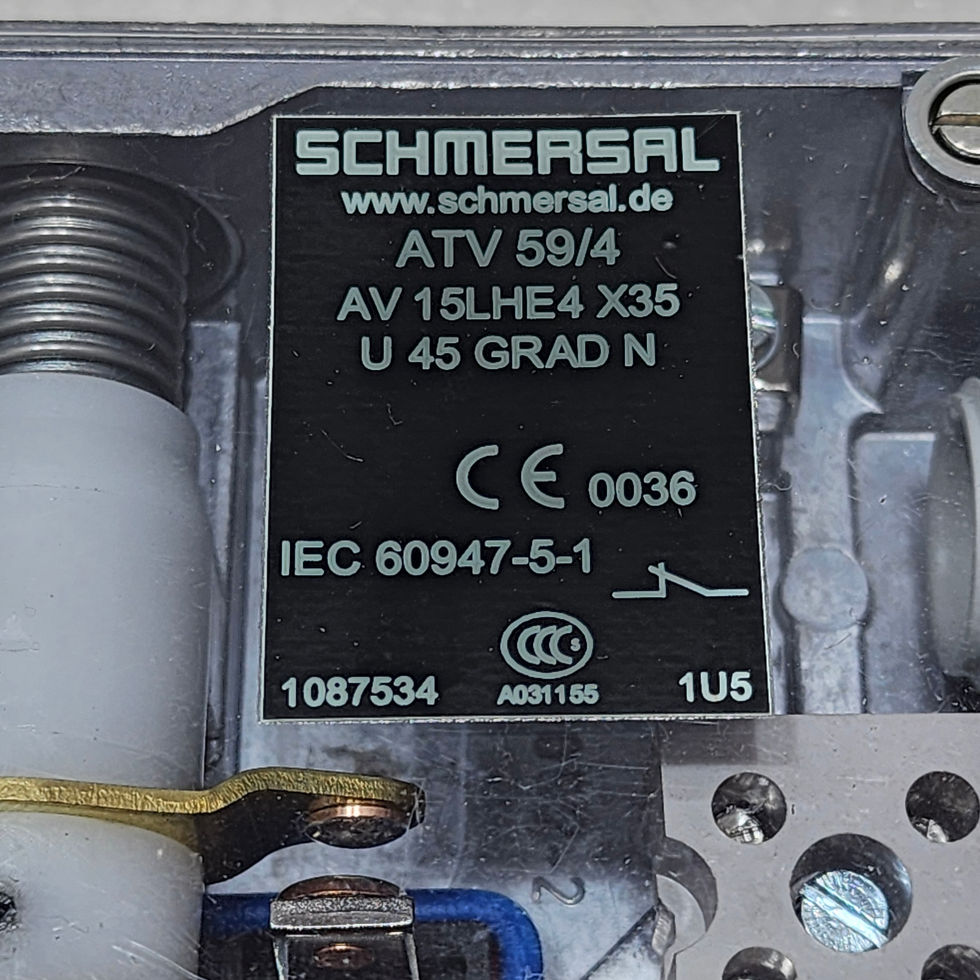 SCHMERSAL
www.schmersal.de
ATV 59/4
AV 15LHE4 X35
U 45 GRAD N
CE 0036
IEC 60947-5-1
CCC S
1087534 A031155 1U5
2